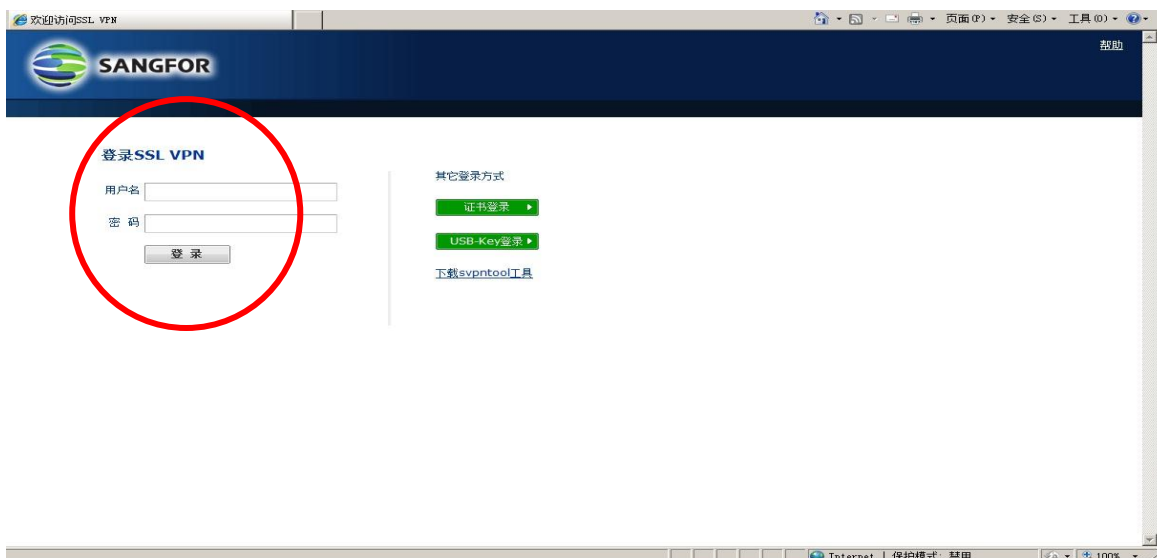 欢迎访问SSL VPN
页面(P) 安全(S) 工具(O)
帮助
SANGFOR
登录SSL VPN
用户名
密 码
登 录
其它登录方式
证书登录
USB-Key登录
下载svpntool工具
Internet | 保护模式: 禁用
100%